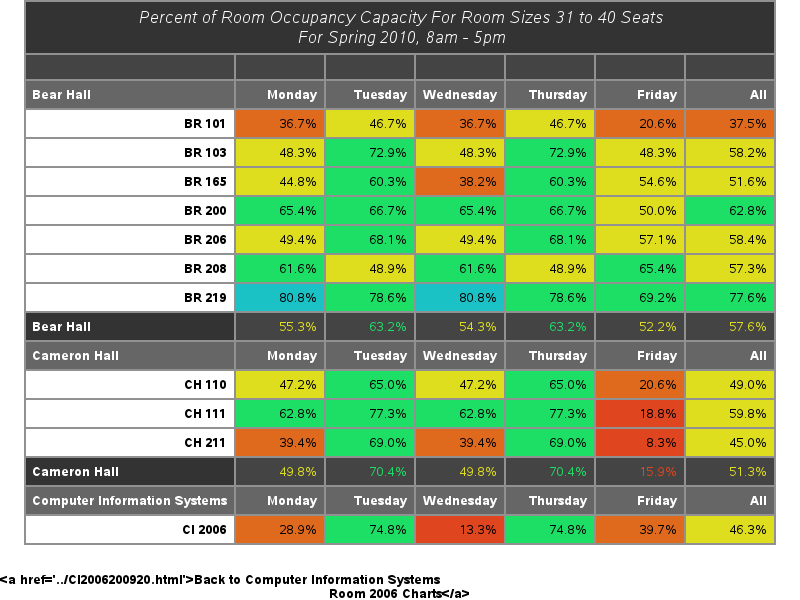 Percent of Room Occupancy Capacity For Room Sizes 31 to 40 Seats
For Spring 2010, 8am - 5pm
Bear Hall Monday Tuesday Wednesday Thursday Friday All
BR 101 36.7% 46.7% 36.7% 46.7% 20.6% 37.5%
BR 103 48.3% 72.9% 48.3% 72.9% 48.3% 58.2%
BR 165 44.8% 60.3% 38.2% 60.3% 54.6% 51.6%
BR 200 65.4% 66.7% 65.4% 66.7% 50.0% 62.8%
BR 206 49.4% 68.1% 49.4% 68.1% 57.1% 58.4%
BR 208 61.6% 48.9% 61.6% 48.9% 65.4% 57.3%
BR 219 80.8% 78.6% 80.8% 78.6% 69.2% 77.6%
Bear Hall 55.3% 63.2% 54.3% 63.2% 52.2% 57.6%
Cameron Hall Monday Tuesday Wednesday Thursday Friday All
CH 110 47.2% 65.0% 47.2% 65.0% 20.6% 49.0%
CH 111 62.8% 77.3% 62.8% 77.3% 18.8% 59.8%
CH 211 39.4% 69.0% 39.4% 69.0% 8.3% 45.0%
Cameron Hall 49.8% 70.4% 49.8% 70.4% 15.9% 51.3%
Computer Information Systems Monday Tuesday Wednesday Thursday Friday All
CI 2006 28.9% 74.8% 13.3% 74.8% 39.7% 46.3%
<a href='../CI2006200920.html'>Back to Computer Information Systems
Room 2006 Charts</a>